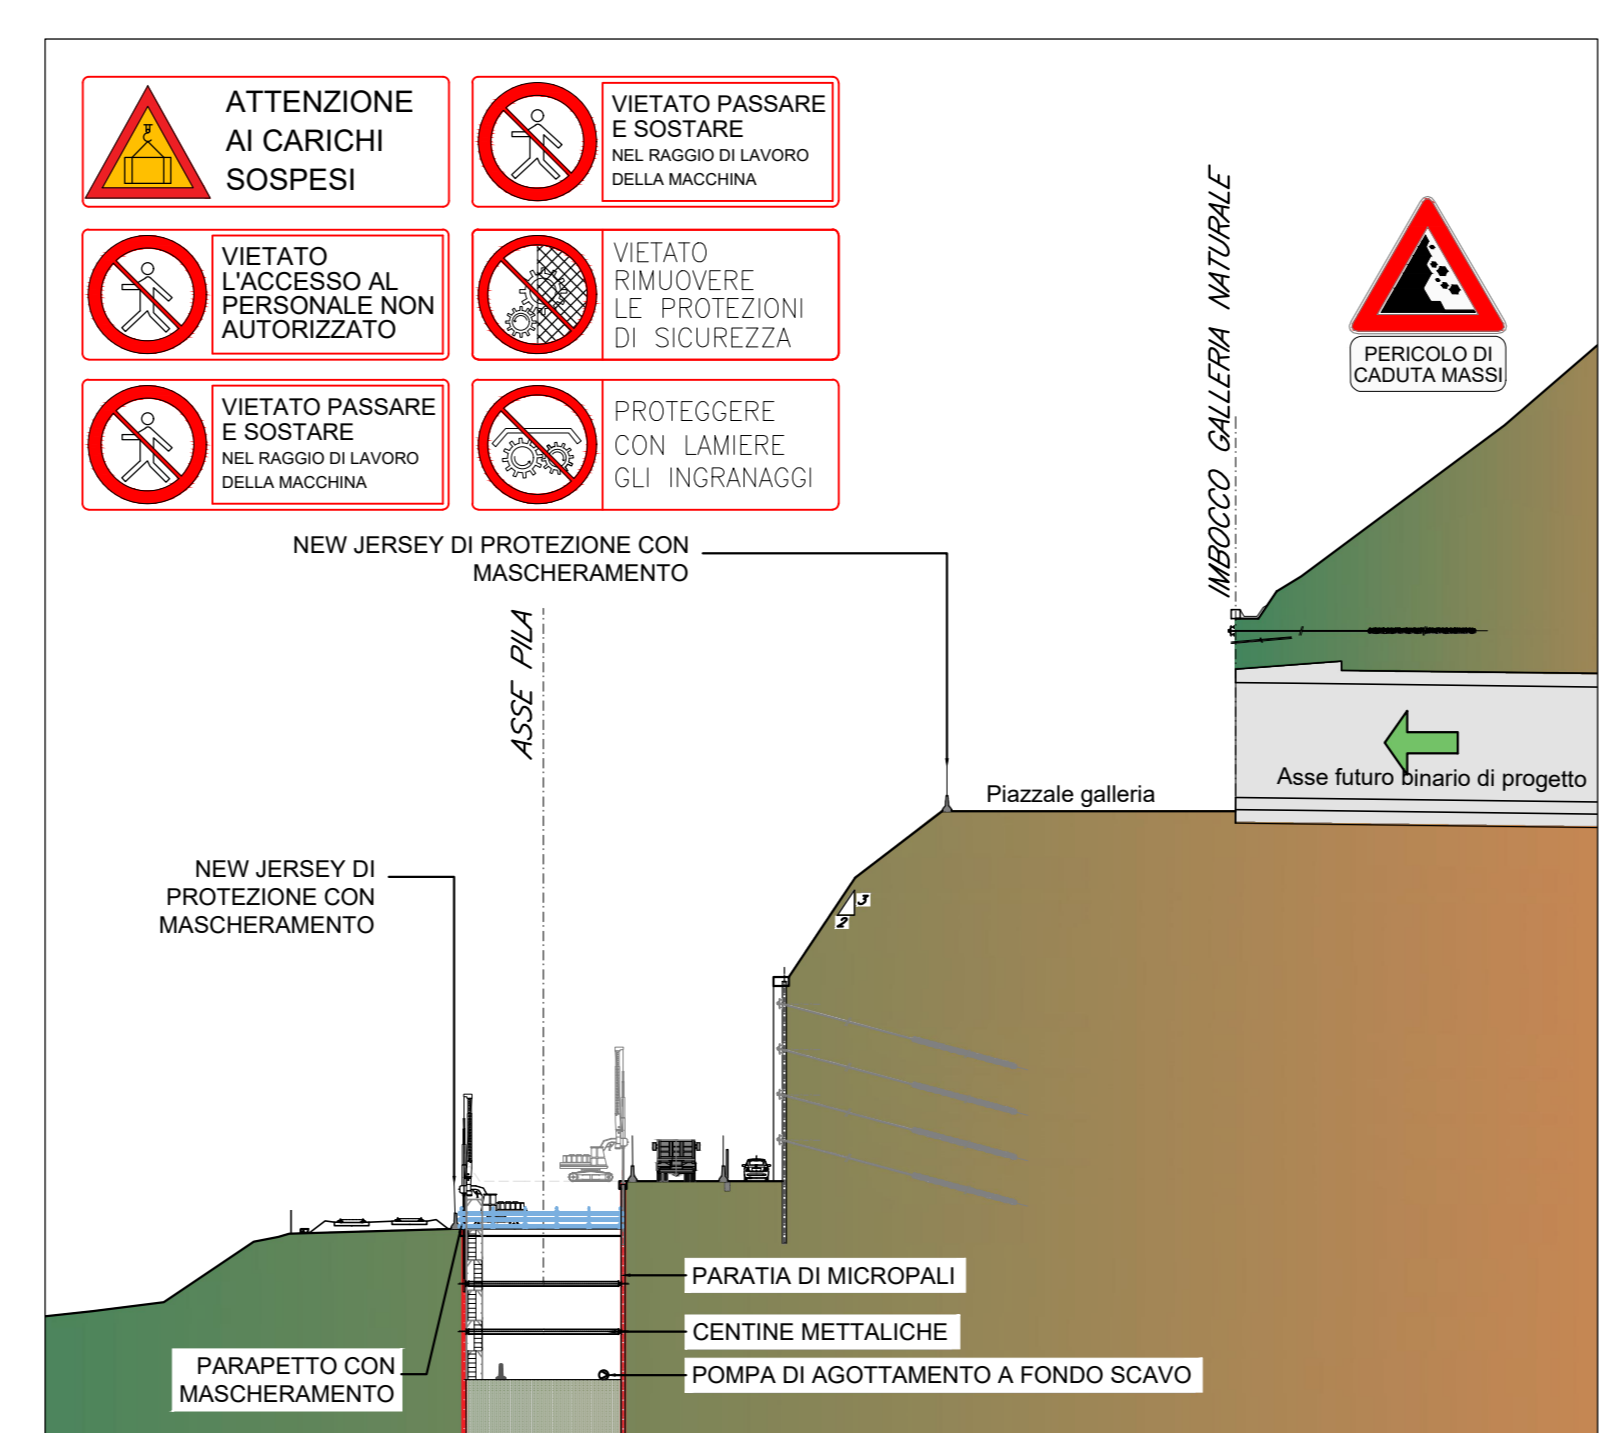 ATTENZIONE
AI CARICHI
SOSPESI
VIETATO PASSARE
E SOSTARE
NEL RAGGIO DI LAVORO
DELLA MACCHINA
VIETATO
L'ACCESSO AL
PERSONALE NON
AUTORIZZATO
VIETATO
RIMUOVERE
LE PROTEZIONI
DI SICUREZZA
VIETATO PASSARE
E SOSTARE
NEL RAGGIO DI LAVORO
DELLA MACCHINA
PROTEGGERE
CON LAMIERE
GLI INGRANAGGI
PERICOLO DI
CADUTA MASSI
IMBOCCO GALLERIA NATURALE
NEW JERSEY DI PROTEZIONE CON
MASCHERAMENTO
ASSE PILA
Asse futuro binario di progetto
Piazzale galleria
NEW JERSEY DI
PROTEZIONE CON
MASCHERAMENTO
3
2
PARATIA DI MICROPALI
CENTINE METTALICHE
POMPA DI AGOTTAMENTO A FONDO SCAVO
PARAPETTO CON
MASCHERAMENTO